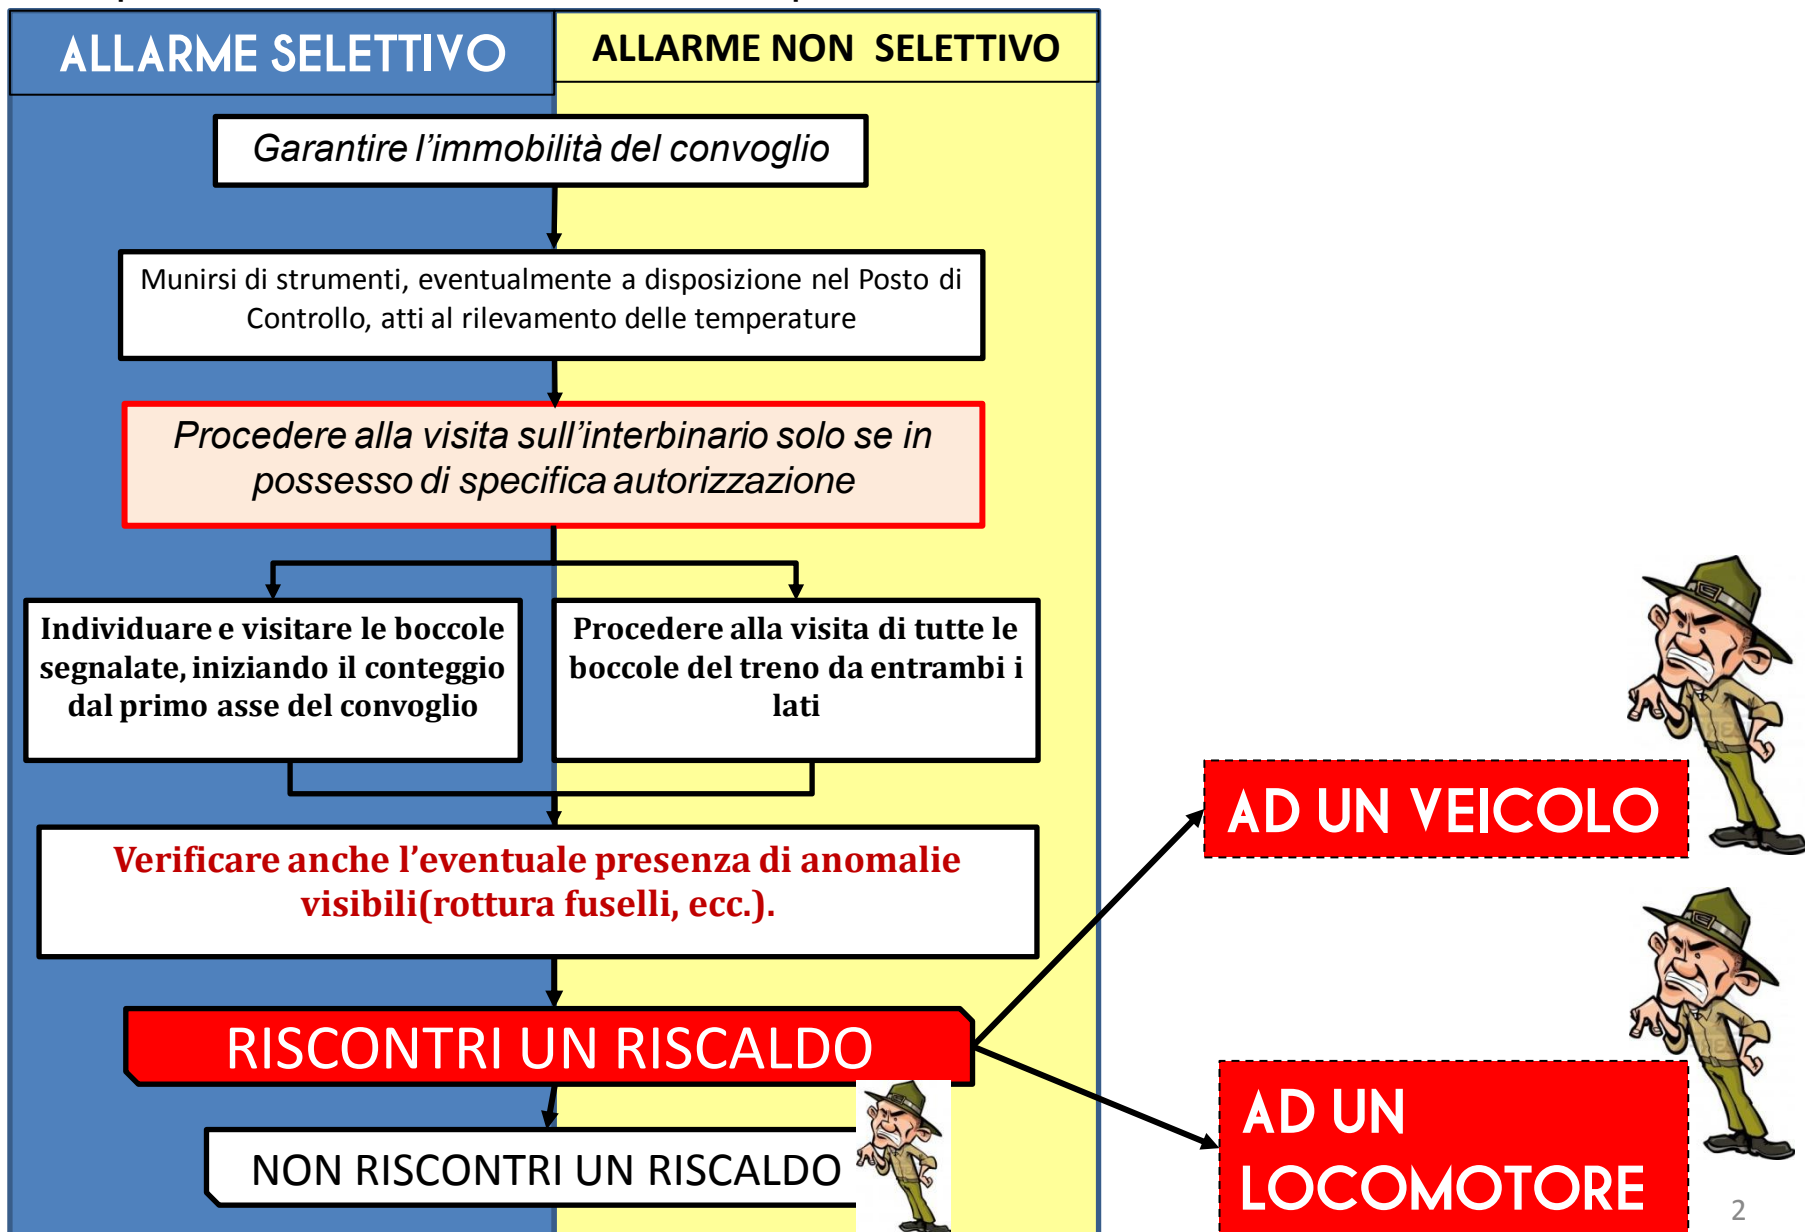 ALLARME SELETTIVO
ALLARME NON SELETTIVO
Garantire l'immobilità del convoglio
Munirsi di strumenti, eventualmente a disposizione nel Posto di
Controllo, atti al rilevamento delle temperature
Procedere alla visita sull'interbinario solo se in
possesso di specifica autorizzazione
Individuare e visitare le boccole
segnalate, iniziando il conteggio
dal primo asse del convoglio
Procedere alla visita di tutte le
boccole del treno da entrambi i
lati
Verificare anche l'eventuale presenza di anomalie
visibili(rottura fuselli, ecc.).
RISCONTRI UN RISCALDO
NON RISCONTRI UN RISCALDO
AD UN VEICOLO
AD UN
LOCOMOTORE
2